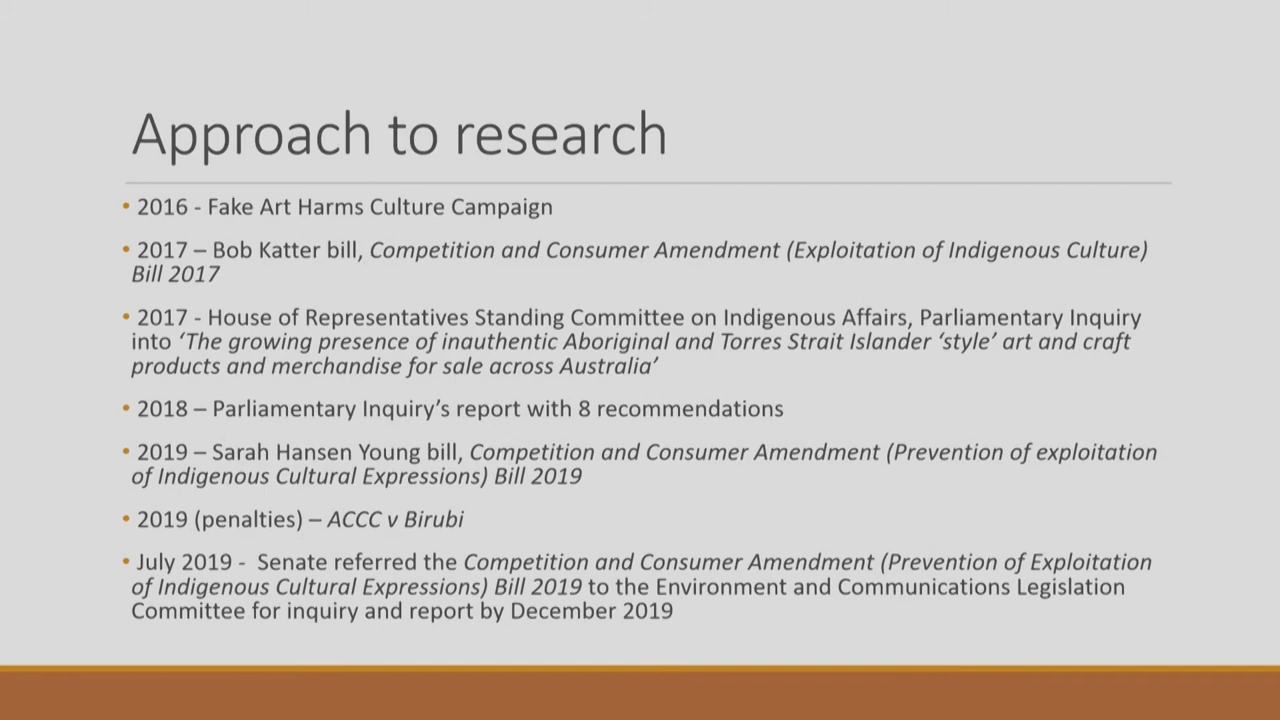 Approach to research
• 2016 - Fake Art Harms Culture Campaign
• 2017 – Bob Katter bill, Competition and Consumer Amendment (Exploitation of Indigenous Culture)
Bill 2017
• 2017 - House of Representatives Standing Committee on Indigenous Affairs, Parliamentary Inquiry
into ‘The growing presence of inauthentic Aboriginal and Torres Strait Islander ‘style’ art and craft
products and merchandise for sale across Australia’
• 2018 – Parliamentary Inquiry’s report with 8 recommendations
• 2019 – Sarah Hansen Young bill, Competition and Consumer Amendment (Prevention of exploitation
of Indigenous Cultural Expressions) Bill 2019
• 2019 (penalties) – ACCC v Birubi
• July 2019 - Senate referred the Competition and Consumer Amendment (Prevention of Exploitation
of Indigenous Cultural Expressions) Bill 2019 to the Environment and Communications Legislation
Committee for inquiry and report by December 2019